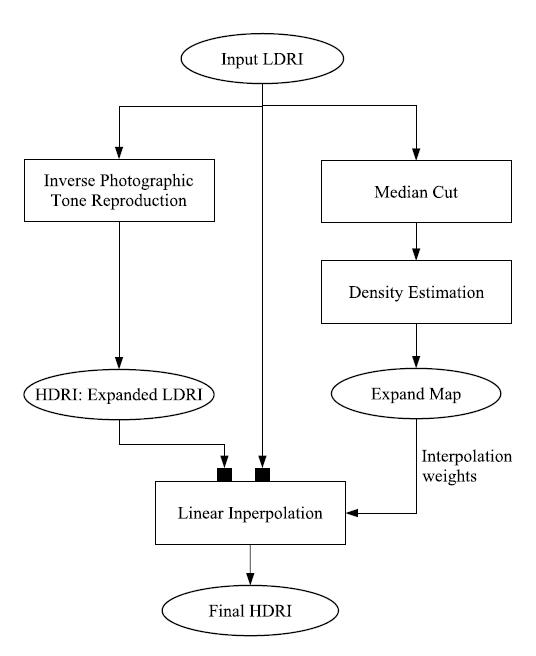 Input LDRI
Inverse Photographic
Tone Reproduction
Median Cut
Density Estimation
HDRI: Expanded LDRI
Expand Map
Interpolation
weights
Linear Inperpolation
Final HDRI